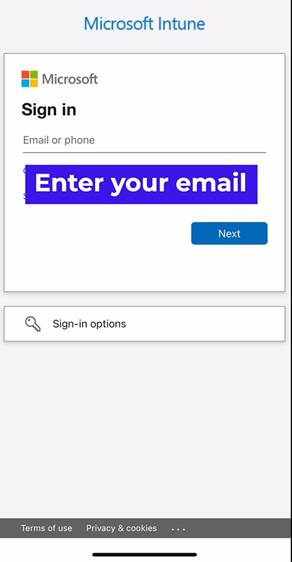 Microsoft Intune
Microsoft
Sign in
Email or phone
Enter your email
Next
Sign-in options
Terms of use Privacy & cookies ...